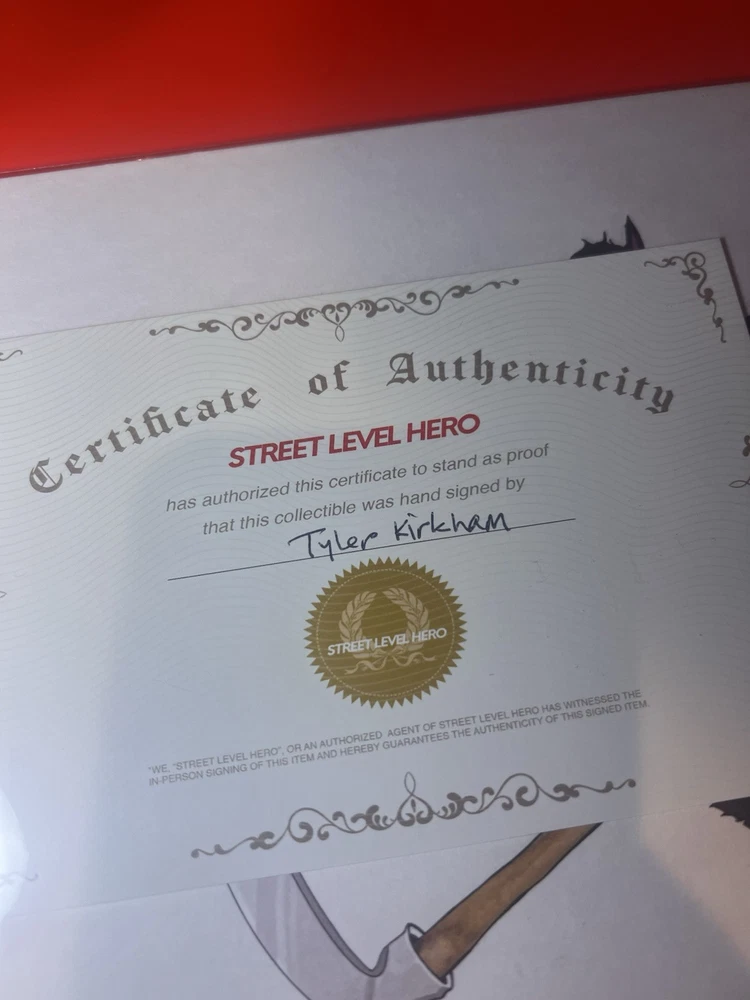 Certificate of Authenticity
STREET LEVEL HERO
has authorized this certificate to stand as proof
that this collectible was hand signed by
Tyler Kirkham
STREET LEVEL HERO
"WE, "STREET LEVEL HERO", OR AN AUTHORIZED AGENT OF STREET LEVEL HERO HAS WITNESSED THE
IN-PERSON SIGNING OF THIS ITEM AND HEREBY GUARANTEES THE AUTHENTICITY OF THIS SIGNED ITEM.